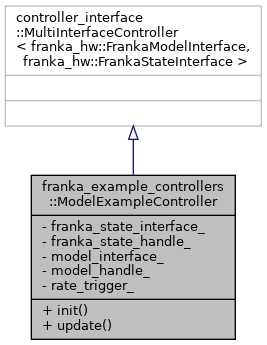 controller_interface
::MultiInterfaceController
< franka_hw::FrankaModelInterface,
franka_hw::FrankaStateInterface >
franka_example_controllers
::ModelExampleController
- franka_state_interface_
- franka_state_handle_
- model_interface_
- model_handle_
- rate_trigger_
+ init()
+ update()